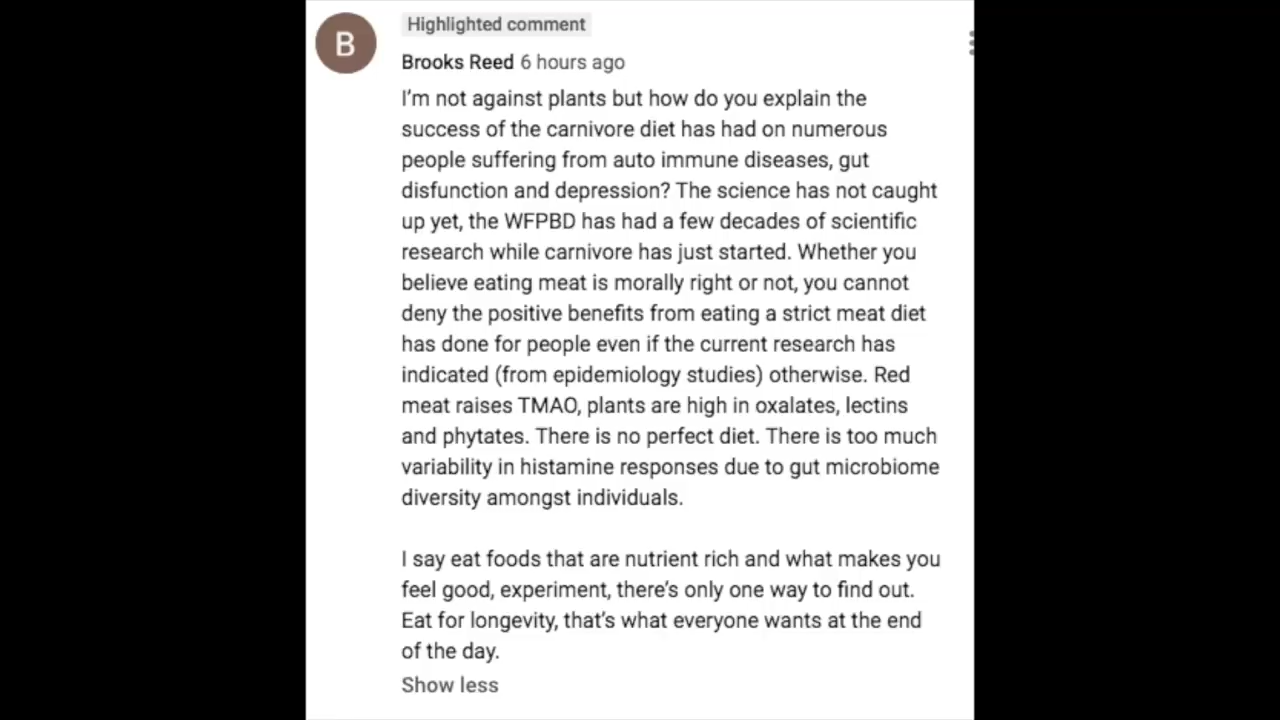 Highlighted comment
B
Brooks Reed 6 hours ago
I'm not against plants but how do you explain the
success of the carnivore diet has had on numerous
people suffering from auto immune diseases, gut
disfunction and depression? The science has not caught
up yet, the WFPBD has had a few decades of scientific
research while carnivore has just started. Whether you
believe eating meat is morally right or not, you cannot
deny the positive benefits from eating a strict meat diet
has done for people even if the current research has
indicated (from epidemiology studies) otherwise. Red
meat raises TMAO, plants are high in oxalates, lectins
and phytates. There is no perfect diet. There is too much
variability in histamine responses due to gut microbiome
diversity amongst individuals.
I say eat foods that are nutrient rich and what makes you
feel good, experiment, there's only one way to find out.
Eat for longevity, that's what everyone wants at the end
of the day.
Show less